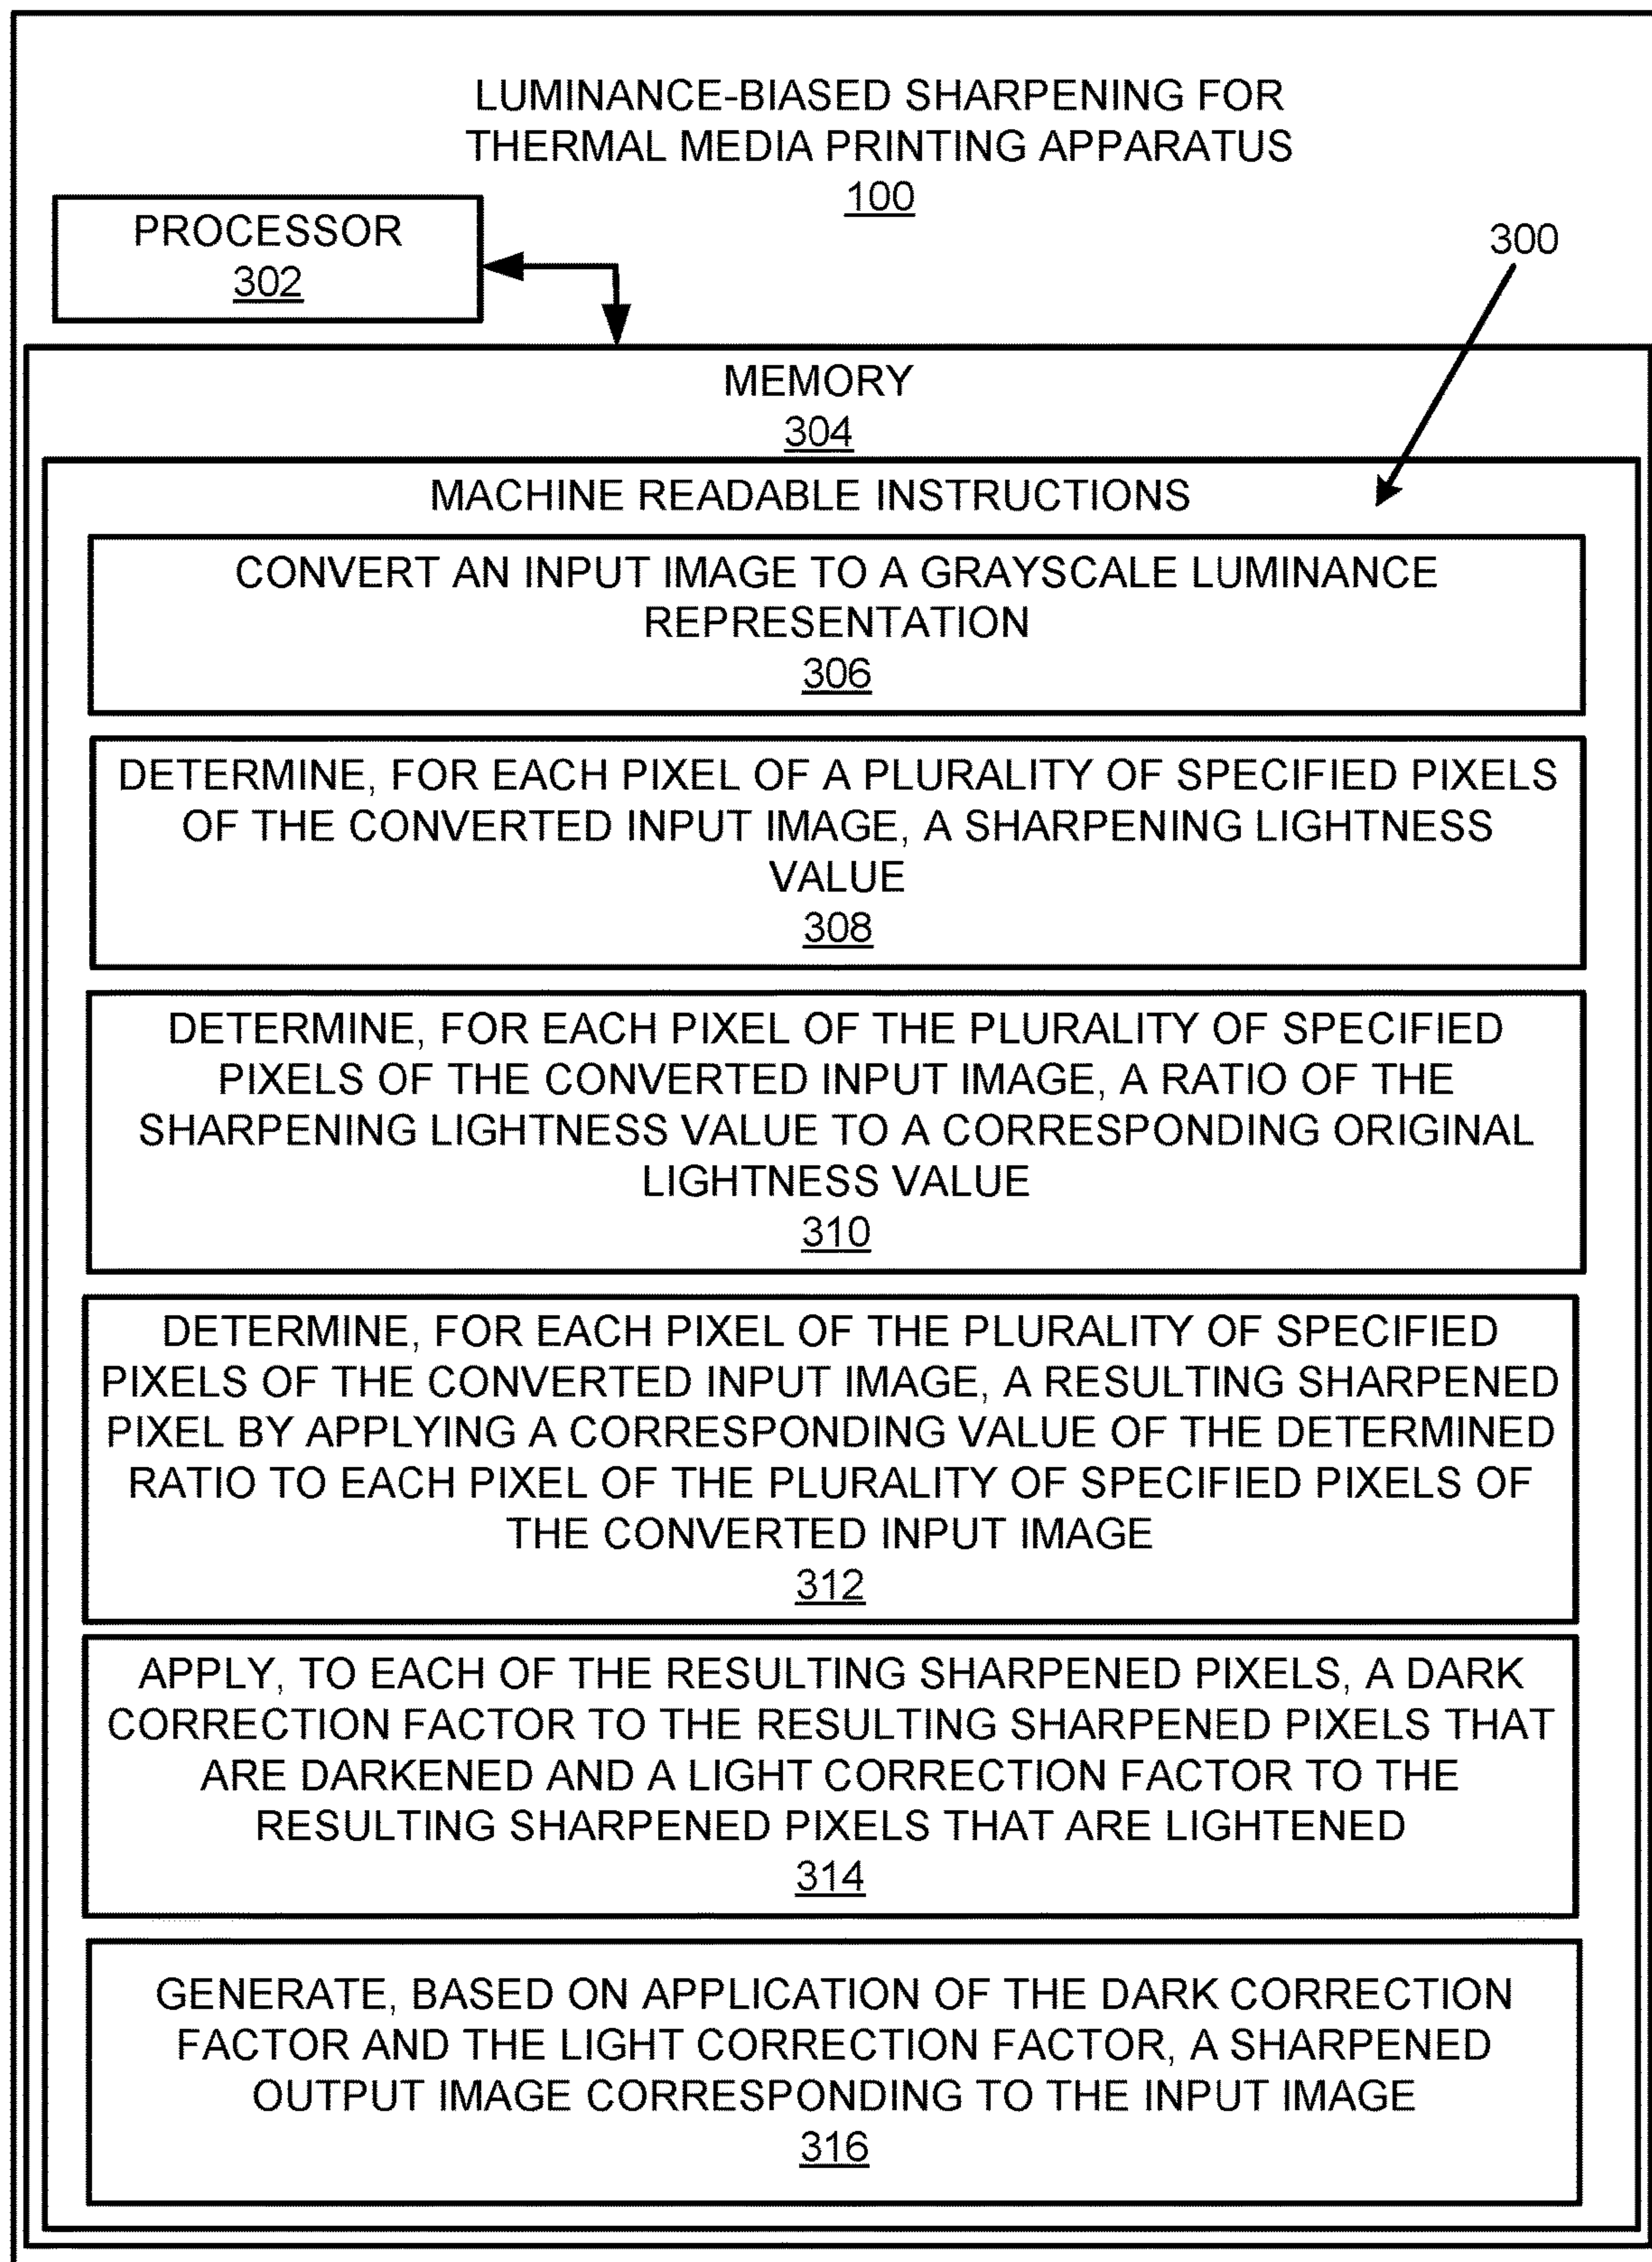 LUMINANCE-BIASED SHARPENING FOR
THERMAL MEDIA PRINTING APPARATUS
100
PROCESSOR
302
300
MEMORY
304
MACHINE READABLE INSTRUCTIONS
CONVERT AN INPUT IMAGE TO A GRAYSCALE LUMINANCE
REPRESENTATION
306
DETERMINE, FOR EACH PIXEL OF A PLURALITY OF SPECIFIED PIXELS
OF THE CONVERTED INPUT IMAGE, A SHARPENING LIGHTNESS
VALUE
308
DETERMINE, FOR EACH PIXEL OF THE PLURALITY OF SPECIFIED
PIXELS OF THE CONVERTED INPUT IMAGE, A RATIO OF THE
SHARPENING LIGHTNESS VALUE TO A CORRESPONDING ORIGINAL
LIGHTNESS VALUE
310
DETERMINE, FOR EACH PIXEL OF THE PLURALITY OF SPECIFIED
PIXELS OF THE CONVERTED INPUT IMAGE, A RESULTING SHARPENED
PIXEL BY APPLYING A CORRESPONDING VALUE OF THE DETERMINED
RATIO TO EACH PIXEL OF THE PLURALITY OF SPECIFIED PIXELS OF
THE CONVERTED INPUT IMAGE
312
APPLY, TO EACH OF THE RESULTING SHARPENED PIXELS, A DARK
CORRECTION FACTOR TO THE RESULTING SHARPENED PIXELS THAT
ARE DARKENED AND A LIGHT CORRECTION FACTOR TO THE
RESULTING SHARPENED PIXELS THAT ARE LIGHTENED
314
GENERATE, BASED ON APPLICATION OF THE DARK CORRECTION
FACTOR AND THE LIGHT CORRECTION FACTOR, A SHARPENED
OUTPUT IMAGE CORRESPONDING TO THE INPUT IMAGE
316